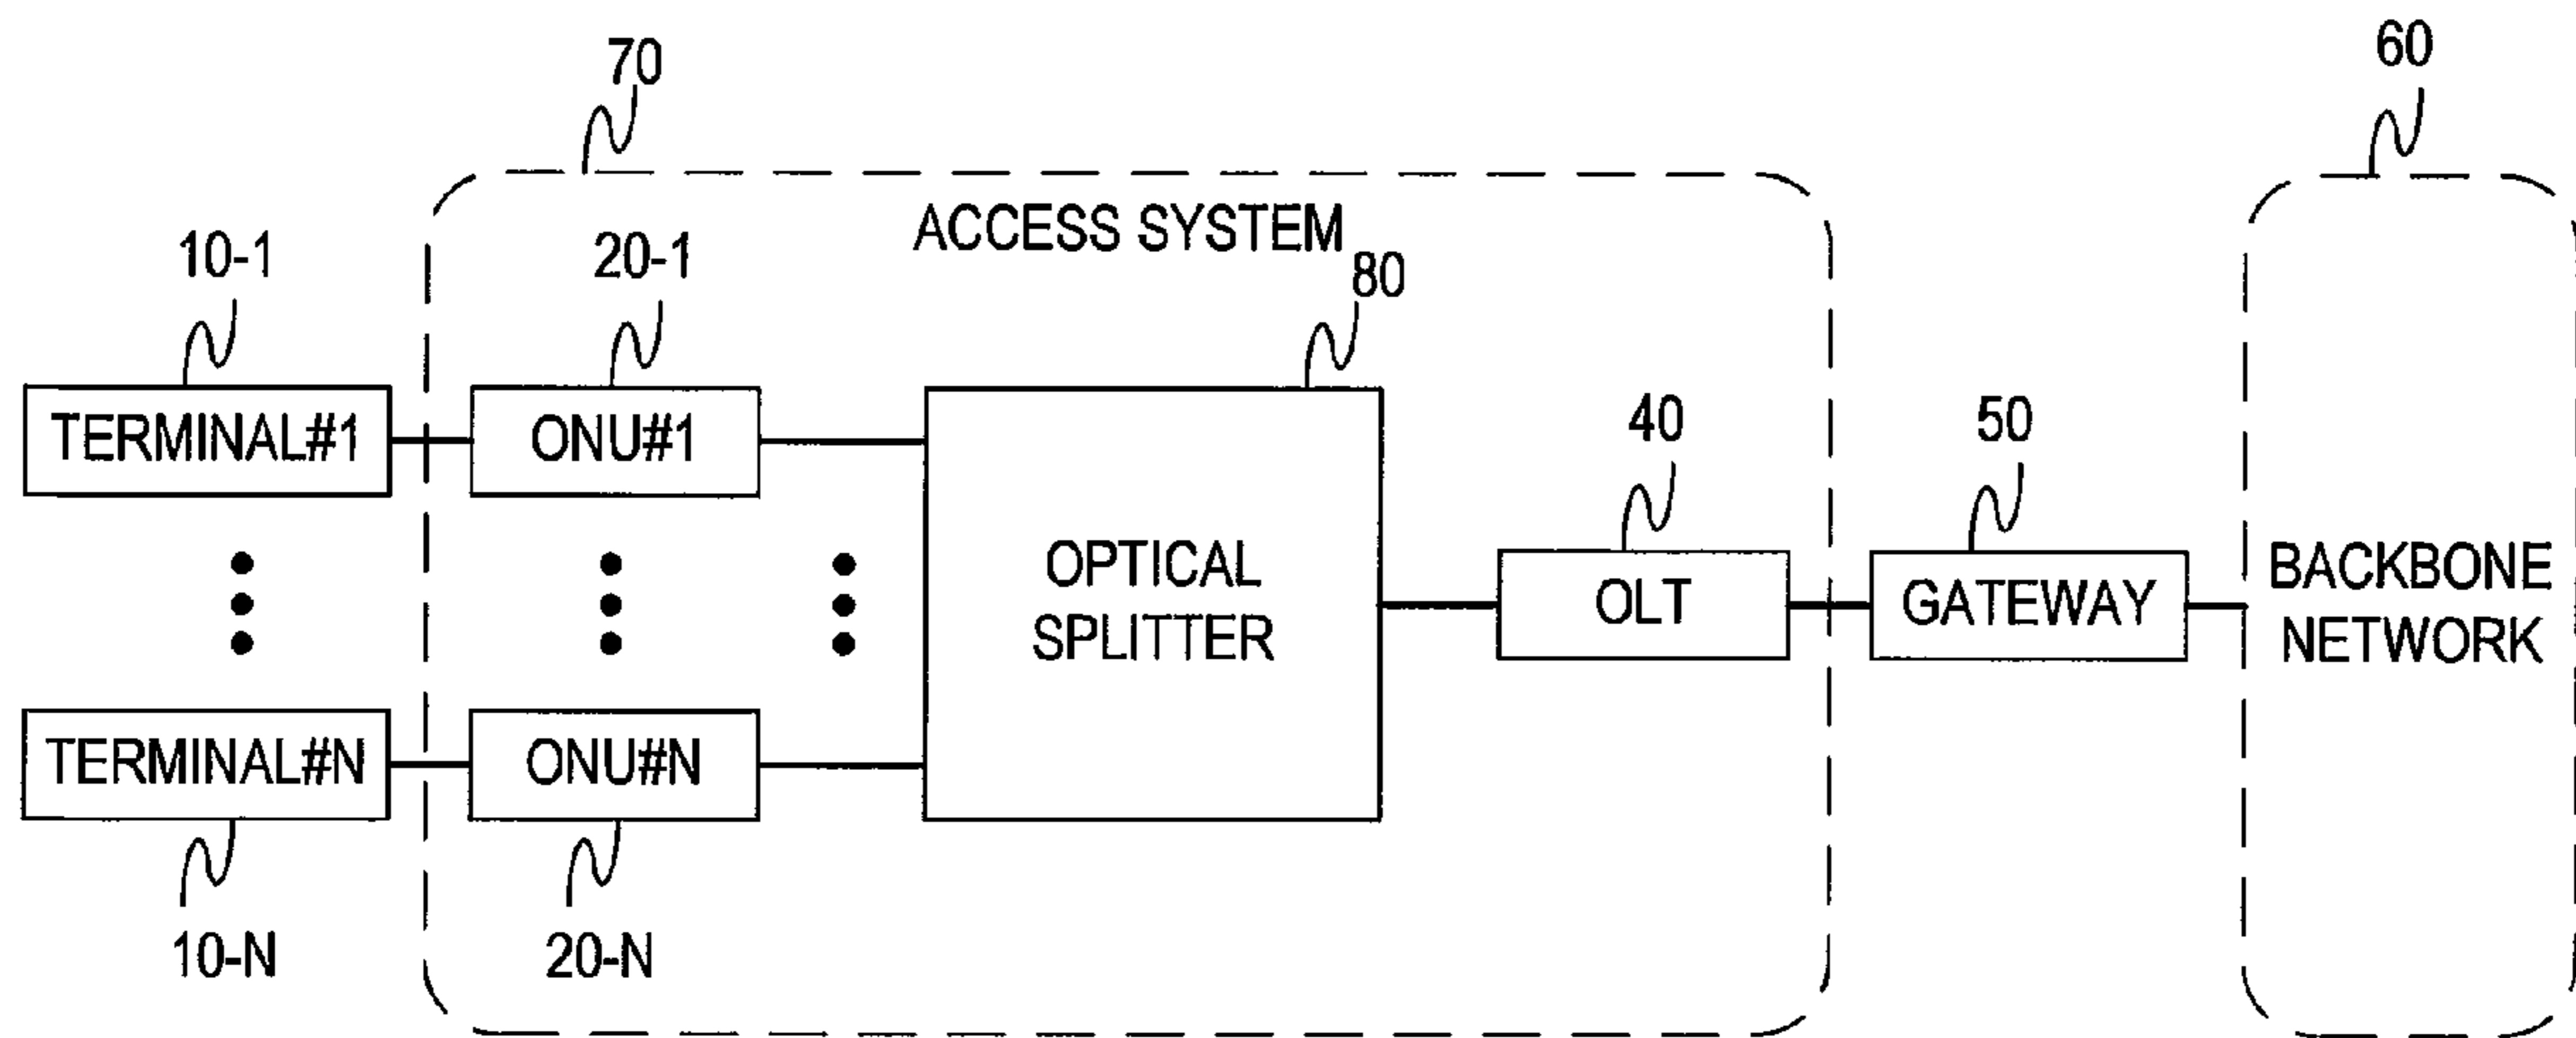 70
60
ACCESS SYSTEM
10-1
20-1
80
TERMINAL#1
ONU#1
40
50
OPTICAL
SPLITTER
OLT
GATEWAY
BACKBONE
NETWORK
TERMINAL#N
ONU#N
10-N
20-N